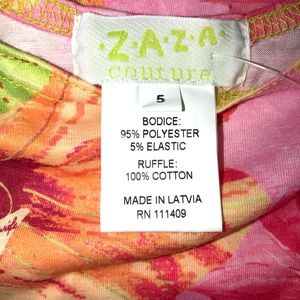 ·Z·A·Z·A
couture
5
BODICE:
95% POLYESTER
5% ELASTIC
RUFFLE:
100% COTTON
MADE IN LATVIA
RN 111409